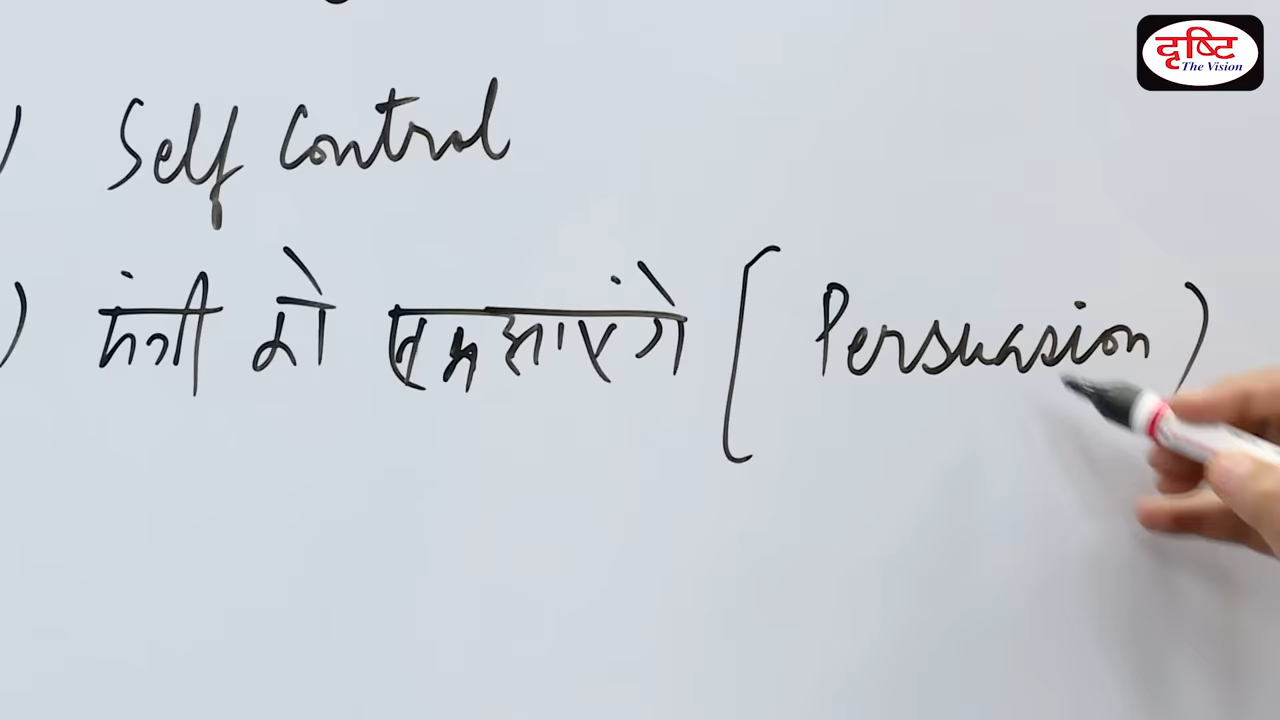 दृष्टि
The Vision
) Self Control
) मंत्री को समझाएंगे [ Persuasion )